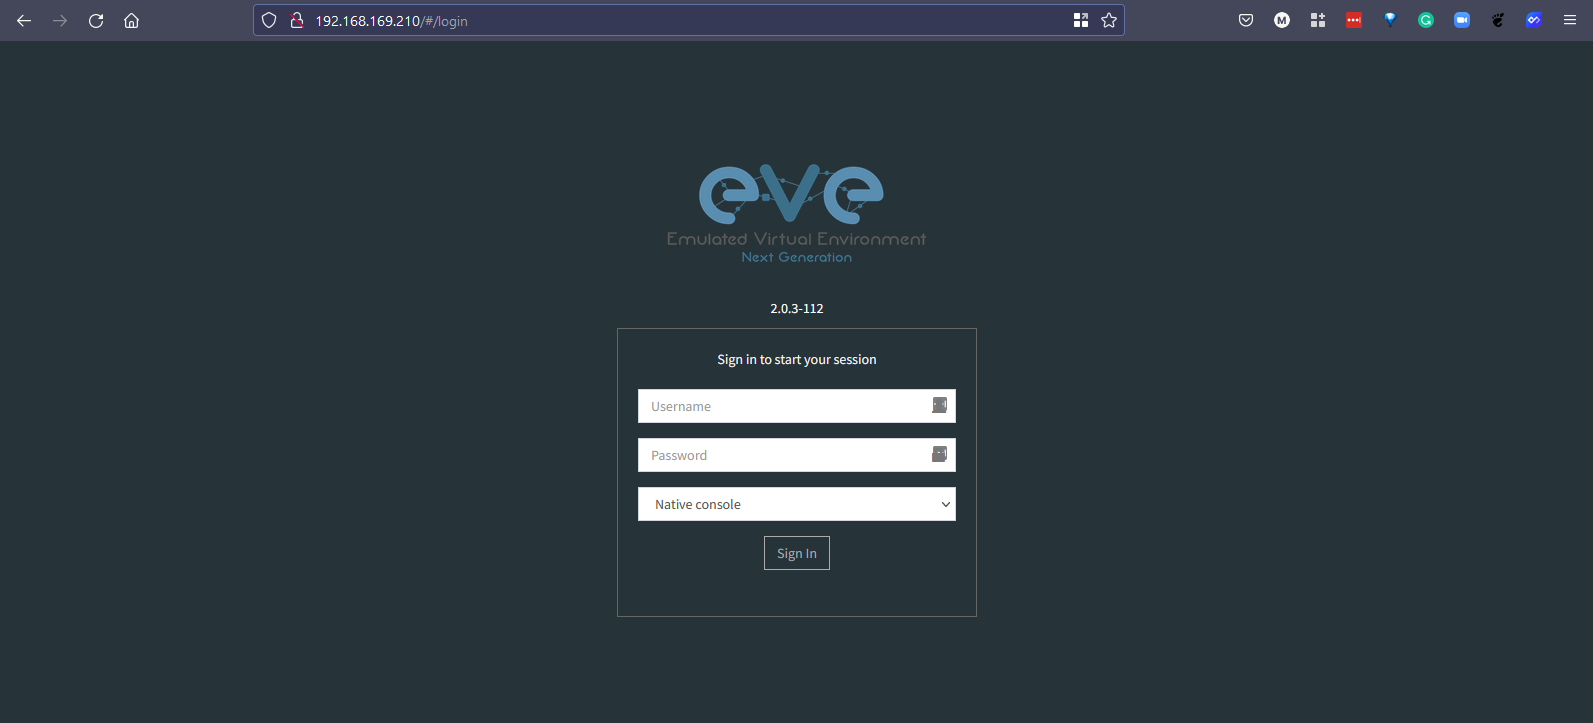 192.168.169.210/#/login
M
G
eve
Emulated Virtual Environment
Next Generation
2.0.3-112
Sign in to start your session
Username
Password
Native console
Sign In